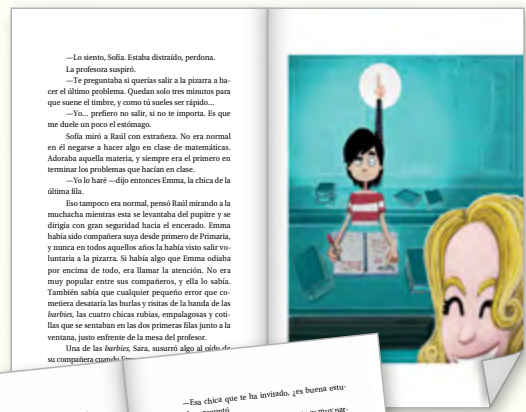 —Lo siento, Sofía. Estaba distraído, perdona.
La profesora suspiró.
—Te preguntaba si querías salir a la pizarra a ha-
cer el último problema. Quedan solo tres minutos para
que suene el timbre, y como tú sueles ser rápido...
—Yo... prefiero no salir, si no te importa. Es que
me duele un poco el estómago.
Sofía miró a Raúl con extrañeza. No era normal
en él negarse a hacer algo en clase de matemáticas.
Adoraba aquella materia, y siempre era el primero en
terminar los problemas que hacían en clase.
—Yo lo haré —dijo entonces Emma, la chica de la
última fila.
Eso tampoco era normal, pensó Raúl mirando a la
muchacha mientras esta se levantaba del pupitre y se
dirigía con gran seguridad hacia el encerado. Emma
había sido compañera suya desde primero de Primaria,
y nunca en todos aquellos años la había visto salir vo-
luntaria a la pizarra. Si había algo que Emma odiaba
por encima de todo, era llamar la atención. No era
muy popular entre sus compañeros, y ella lo sabía.
También sabía que cualquier pequeño error que co-
metiera desataría las burlas y risitas de la banda de las
barbies, las cuatro chicas rubias, empalagosas y coti-
llas que se sentaban en las dos primeras filas junto a la
ventana, justo enfrente de la mesa del profesor.
Una de las barbies, Sara, susurró algo al oído de
su compañera cuando
—Esa chica que te ha invitado, ¿es buena estu-